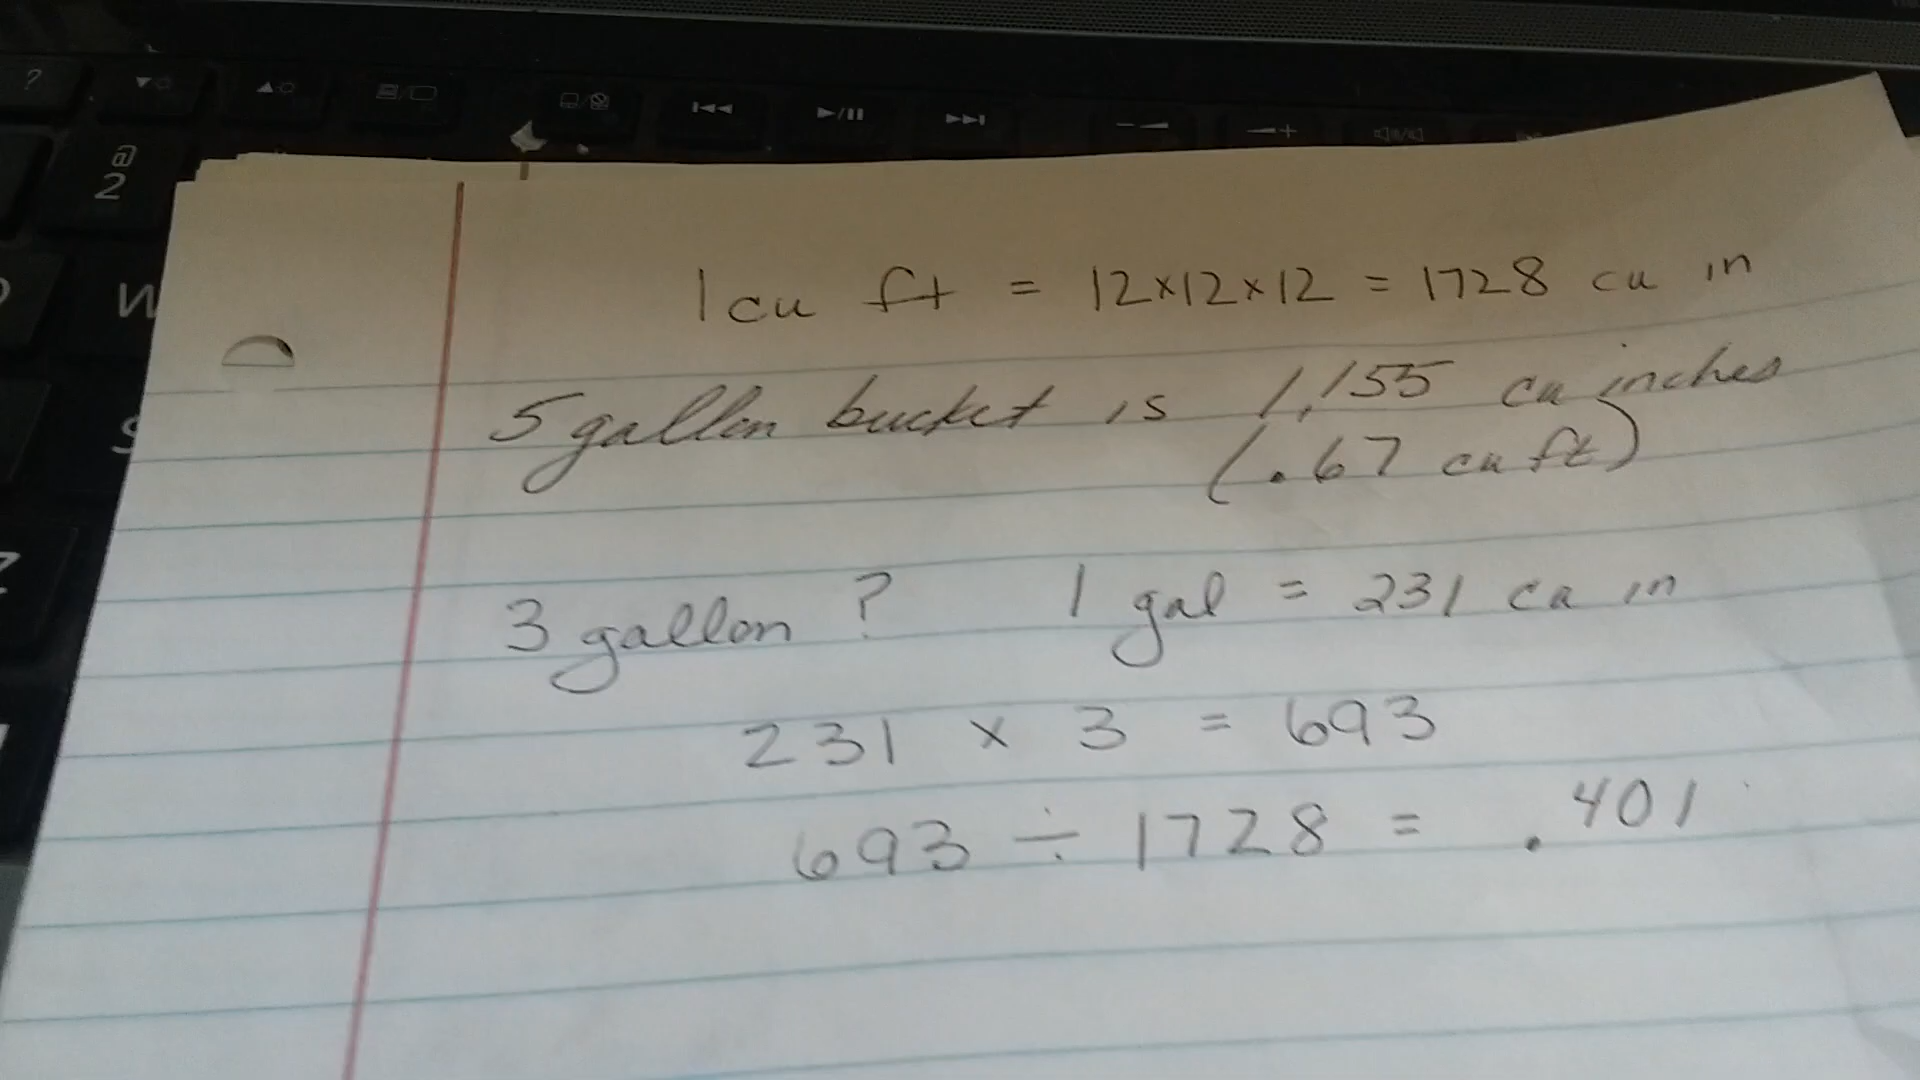 ?
@
2
W
1 cu ft = 12×12×12 = 1728 cu in
5 gallon bucket is 1,155 cu inches
(.67 cu ft)
3 gallon ? 1 gal = 231 cu in
231 × 3 = 693
693 ÷ 1728 = .401